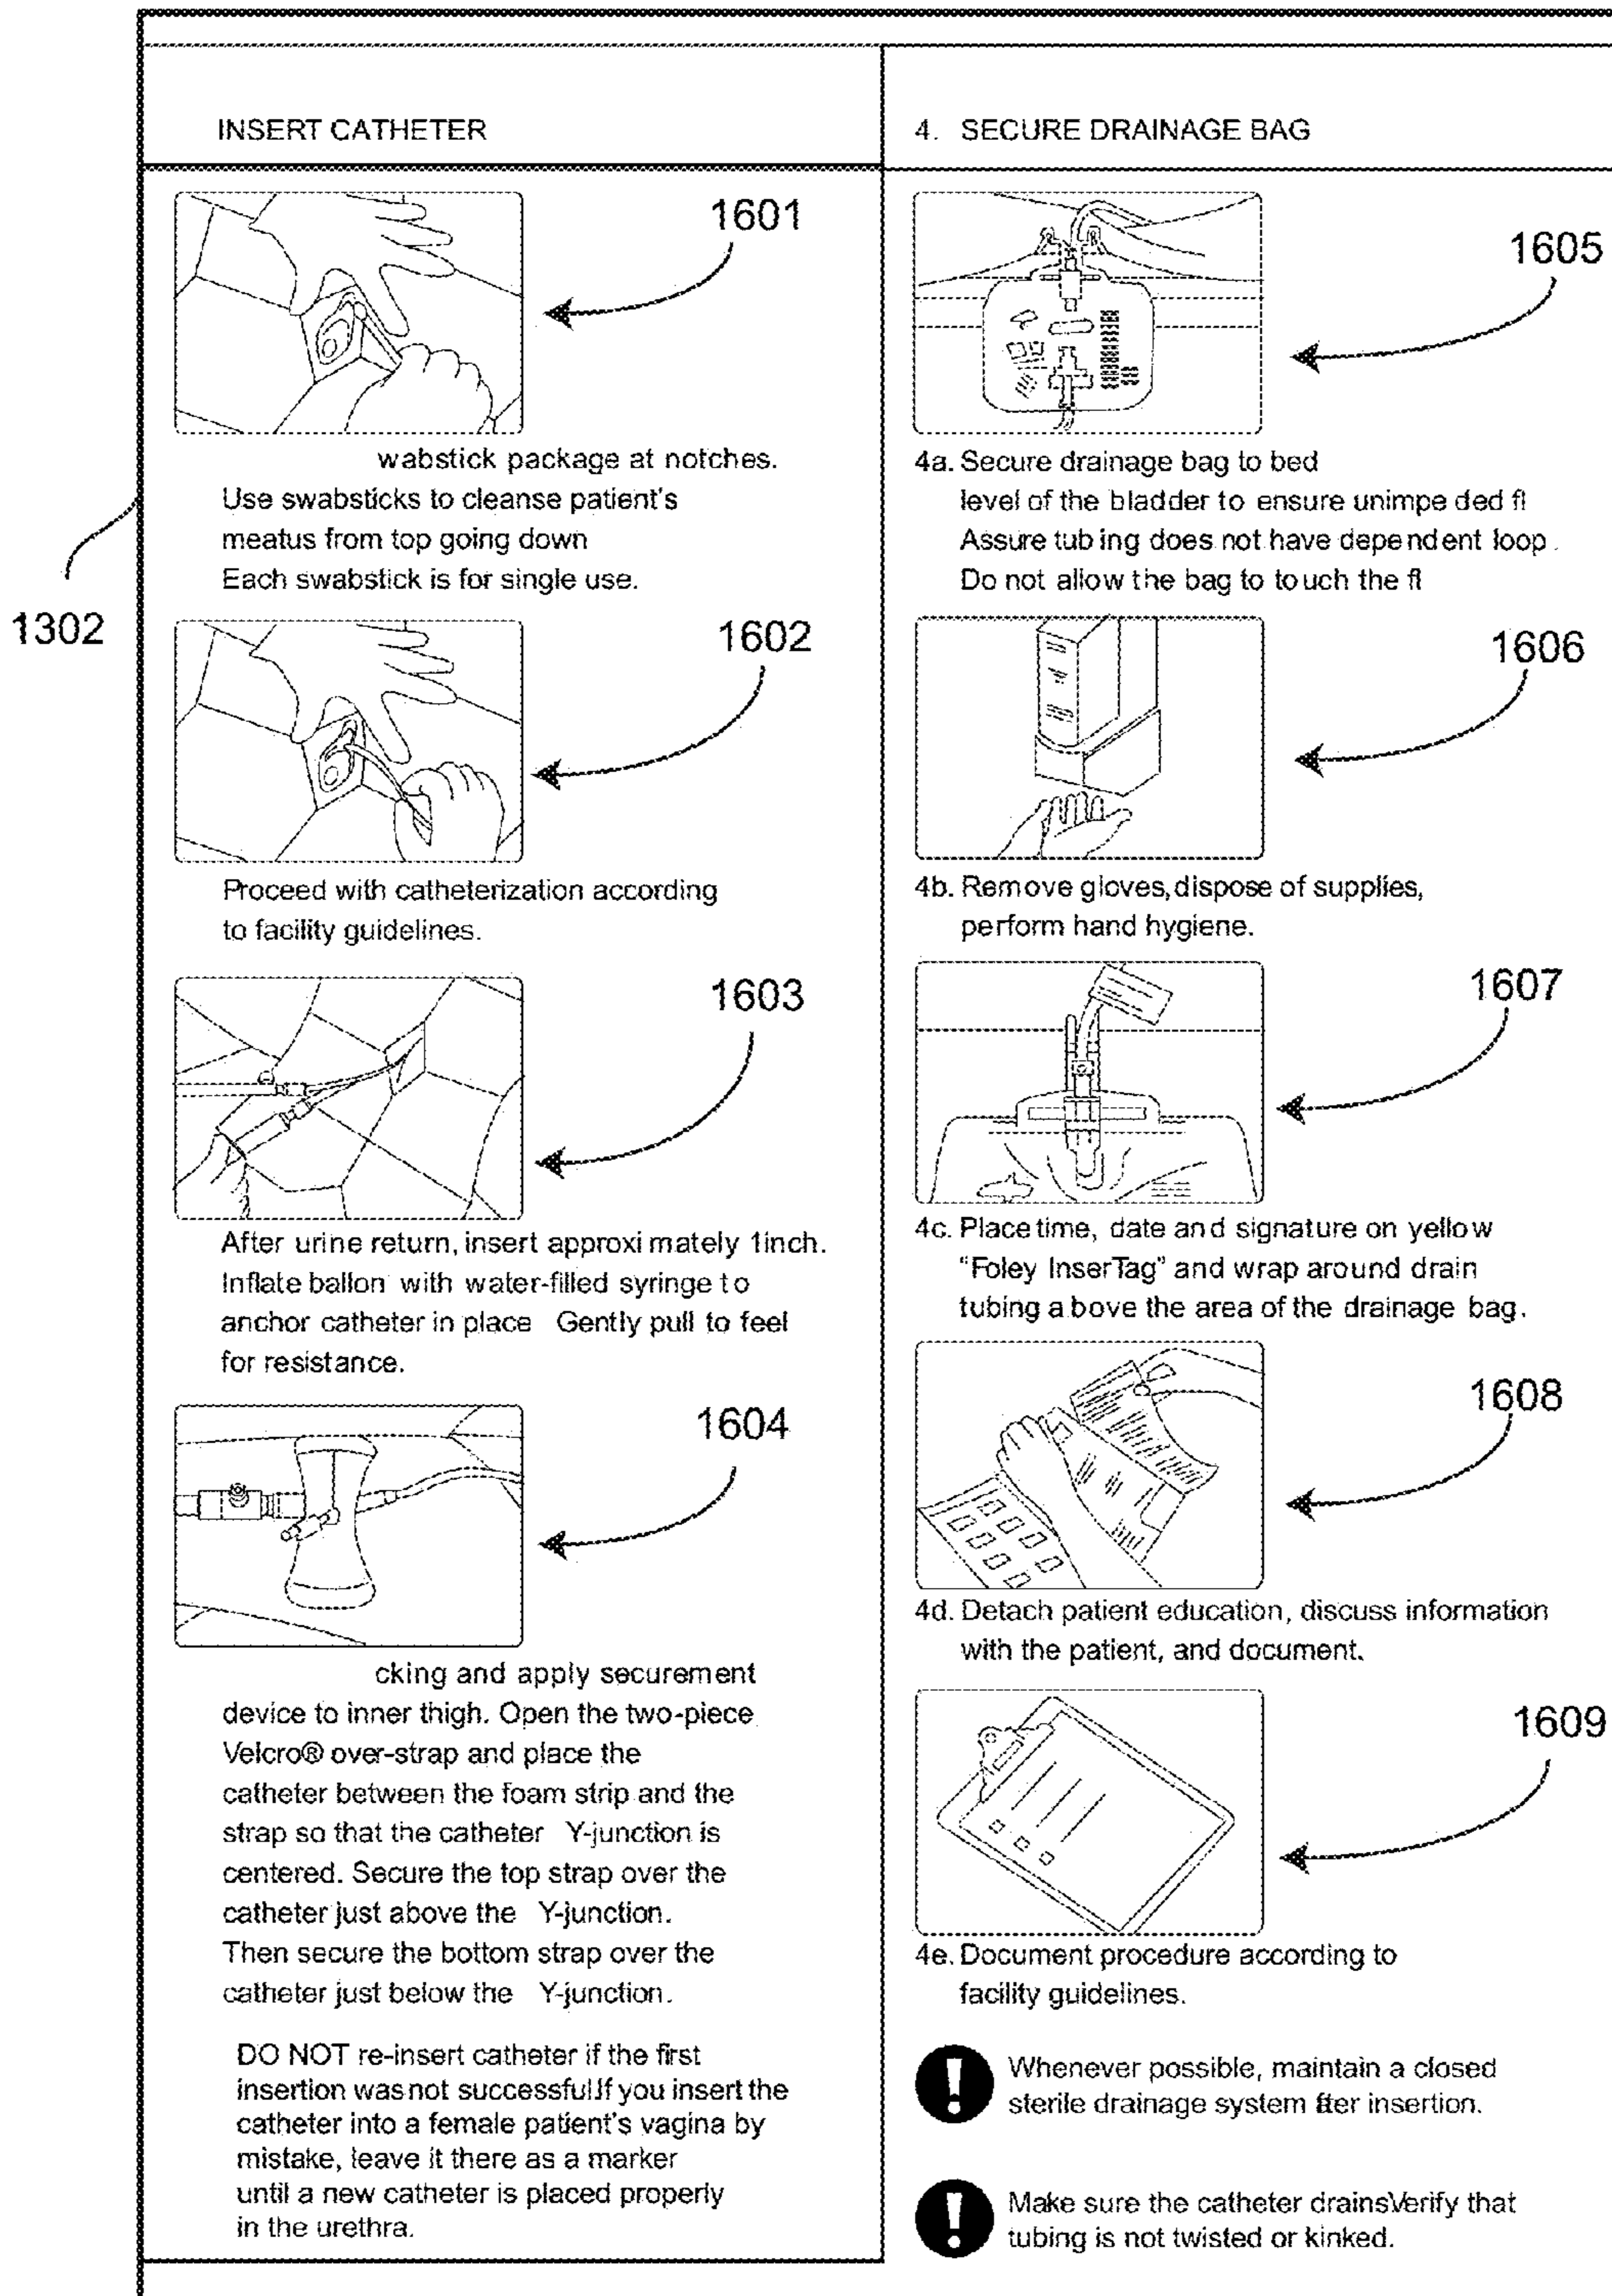 INSERT CATHETER
1601
wabstick package at notches.
Use swabsticks to cleanse patient's
meatus from top going down
Each swabstick is for single use.
1302
1602
Proceed with catheterization according
to facility guidelines.
1603
After urine return, insert approxi mately 1inch.
Inflate ballon with water-filled syringe to
anchor catheter in place Gently pull to feel
for resistance.
1604
cking and apply securement
device to inner thigh. Open the two-piece
Velcro® over-strap and place the
catheter between the foam strip and the
strap so that the catheter Y-junction is
centered. Secure the top strap over the
catheter just above the Y-junction.
Then secure the bottom strap over the
catheter just below the Y-junction.
DO NOT re-insert catheter if the first
insertion was not successful.If you insert the
catheter into a female patient's vagina by
mistake, leave it there as a marker
until a new catheter is placed properly
in the urethra.
4. SECURE DRAINAGE BAG
1605
4a. Secure drainage bag to bed
level of the bladder to ensure unimpe ded fl
Assure tub ing does not have dependent loop.
Do not allow the bag to touch the fl
1606
4b. Remove gloves, dispose of supplies,
perform hand hygiene.
1607
4c. Place time, date and signature on yellow
"Foley InserTag" and wrap around drain
tubing a bove the area of the drainage bag.
1608
4d. Detach patient education, discuss information
with the patient, and document.
1609
4e. Document procedure according to
facility guidelines.
Whenever possible, maintain a closed
sterile drainage system fter insertion.
Make sure the catheter drainsVerify that
tubing is not twisted or kinked.